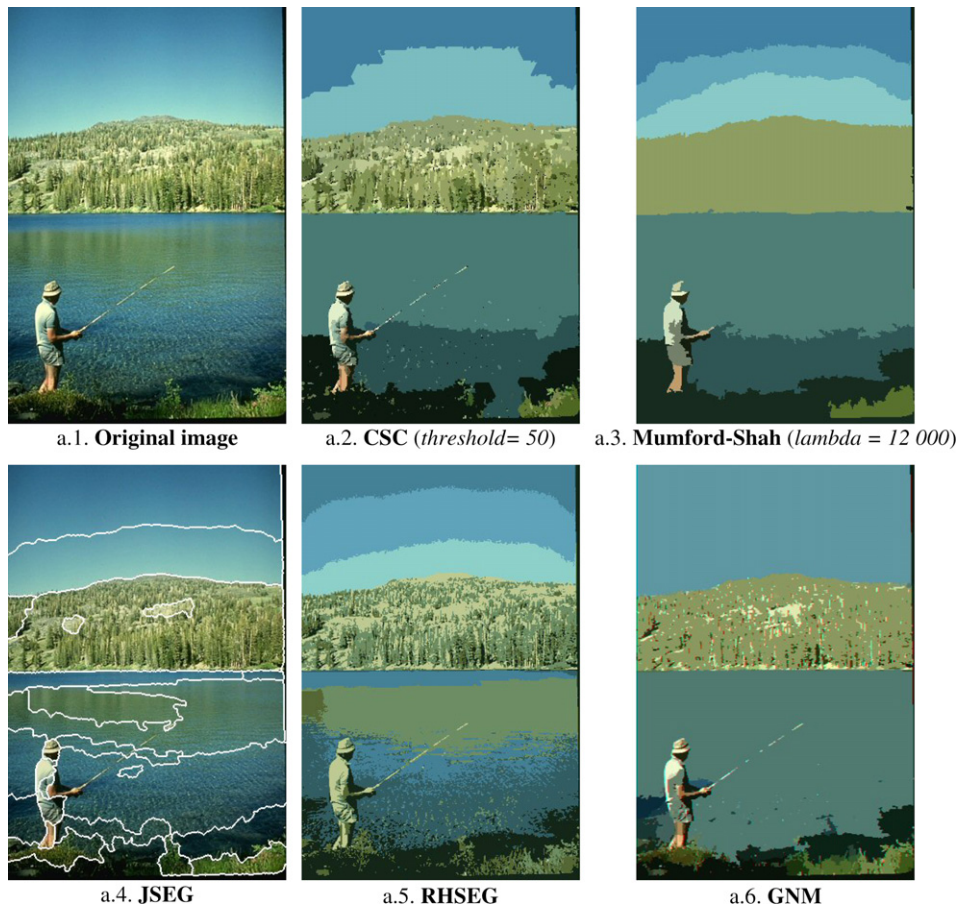 a.1. Original image
a.2. CSC (threshold= 50)
a.3. Mumford-Shah (lambda = 12 000)
a.4. JSEG
a.5. RHSEG
a.6. GNM